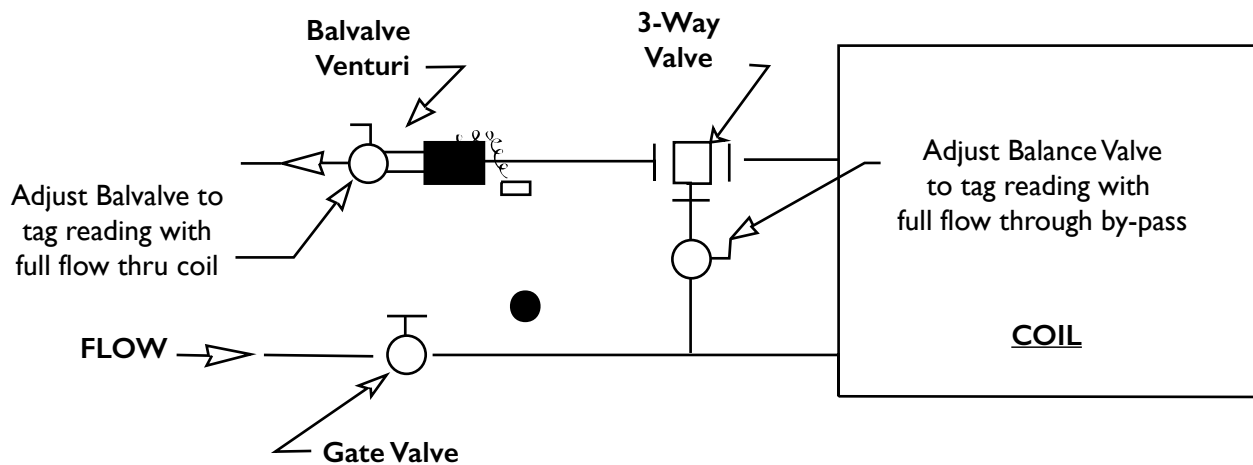 Balvalve
Venturi
3-Way
Valve
Adjust Balvalve to
tag reading with
full flow thru coil
Adjust Balance Valve
to tag reading with
full flow through by-pass
FLOW
COIL
Gate Valve